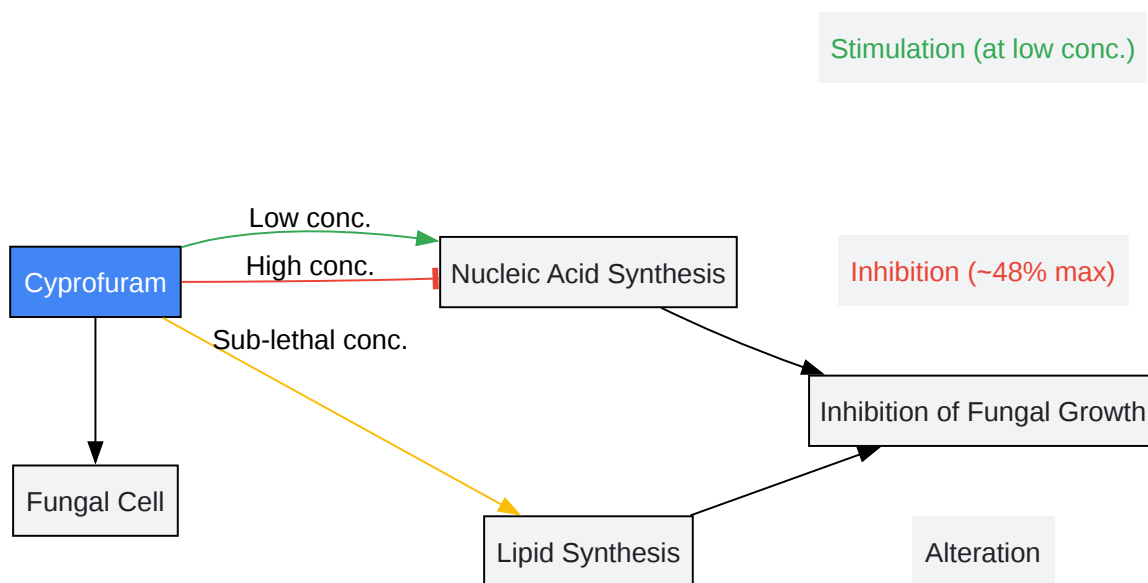 Stimulation (at low conc.)
Low conc.
High conc.
Cyprofuram
Nucleic Acid Synthesis
Inhibition (~48% max)
Sub-lethal conc.
Inhibition of Fungal Growth
Fungal Cell
Lipid Synthesis
Alteration